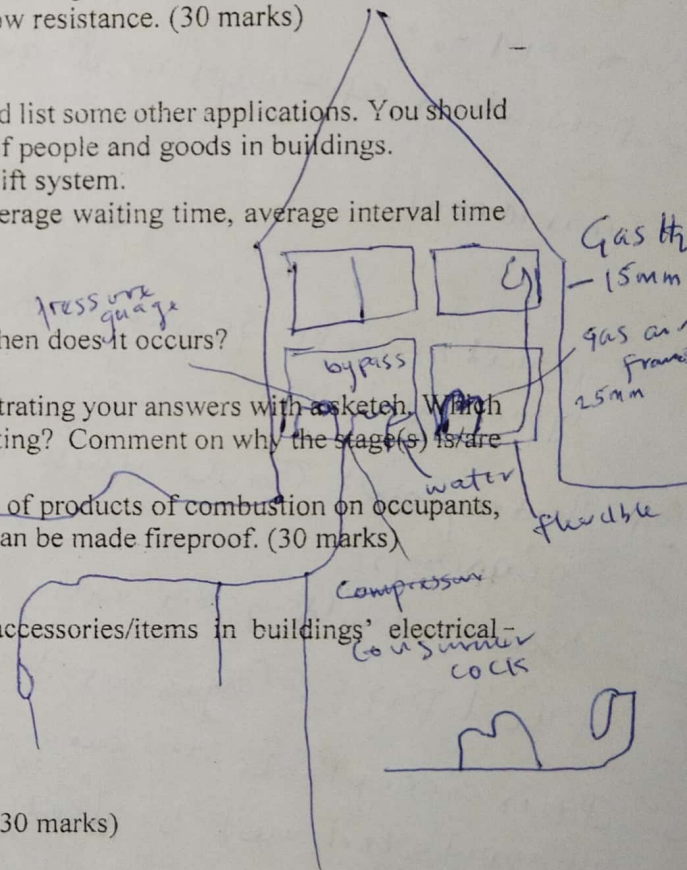 ow resistance. (30 marks)
d list some other applications. You should
f people and goods in buildings.
ift system.
erage waiting time, average interval time
Gas
15mm
pressure
guage
hen does it occurs?
gas
bypass
25mm
trating your answers with a sketch. Which
ting? Comment on why the stage(s) is/are
water
of products of combustion on occupants,
flexible
an be made fireproof. (30 marks)
Compressor
accessories/items in buildings' electrical
Consumer
cock
30 marks)